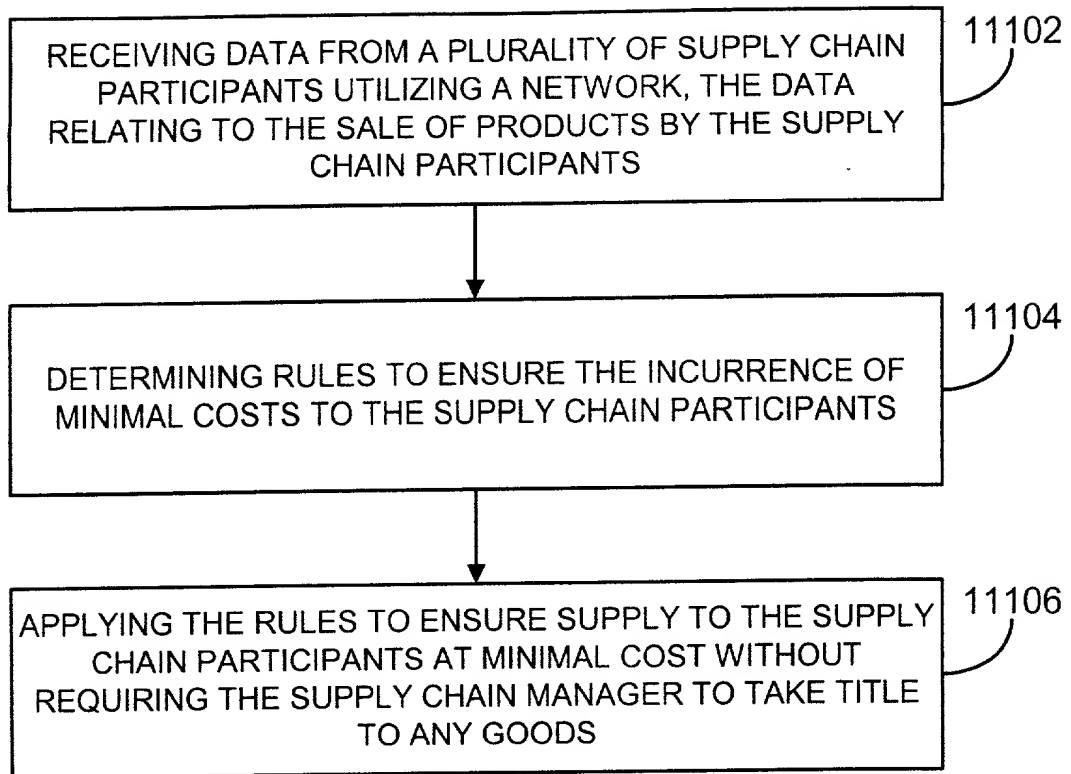 RECEIVING DATA FROM A PLURALITY OF SUPPLY CHAIN
PARTICIPANTS UTILIZING A NETWORK, THE DATA
RELATING TO THE SALE OF PRODUCTS BY THE SUPPLY
CHAIN PARTICIPANTS
11102
DETERMINING RULES TO ENSURE THE INCURRENCE OF
MINIMAL COSTS TO THE SUPPLY CHAIN PARTICIPANTS
11104
APPLYING THE RULES TO ENSURE SUPPLY TO THE SUPPLY
CHAIN PARTICIPANTS AT MINIMAL COST WITHOUT
REQUIRING THE SUPPLY CHAIN MANAGER TO TAKE TITLE
TO ANY GOODS
11106